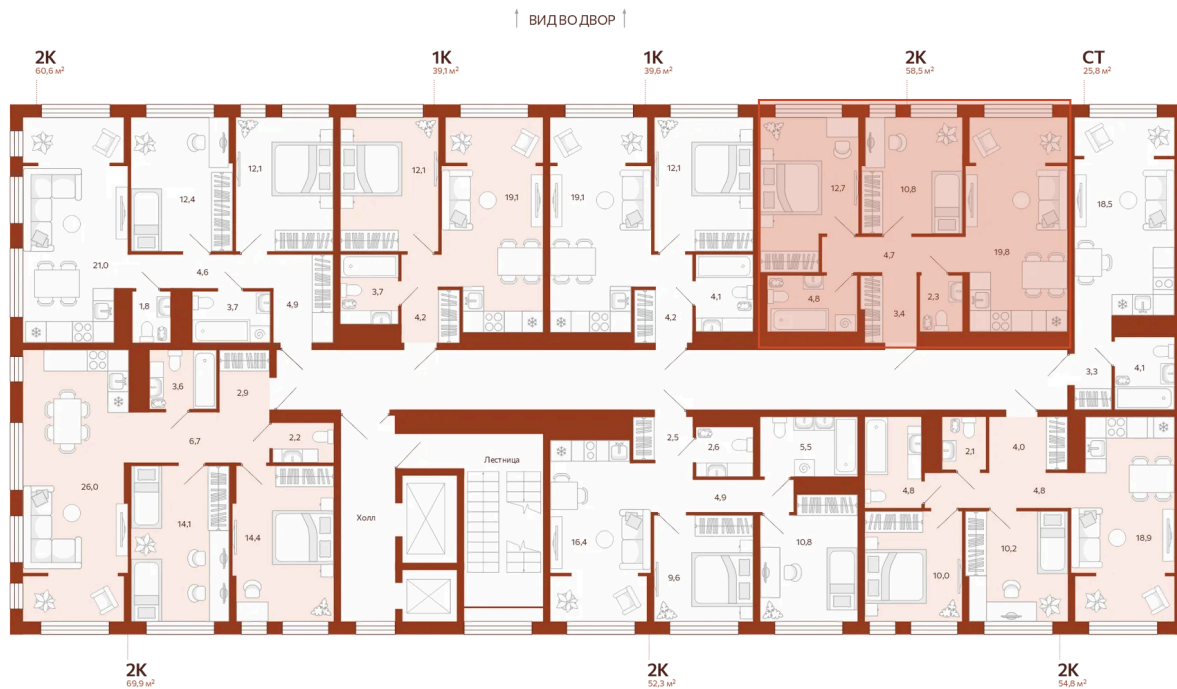 ВИД ВО ДВОР
2К
60,6 м²
1К
39,1 м²
1К
39,6 м²
2К
58,5 м²
СТ
25,8 м²
21,0
12,4
12,1
4,6
1,8
3,7
4,9
12,1
19,1
3,7
4,2
19,1
12,1
4,1
4,2
12,7
10,8
4,7
19,8
4,8
3,4
2,3
18,5
3,3
4,1
3,6
2,9
6,7
2,2
26,0
14,1
14,4
Холл
Лестница
2,5
2,6
5,5
4,9
16,4
9,6
10,8
4,8
2,1
4,0
4,8
10,0
10,2
18,9
2К
69,9 м²
2К
52,3 м²
2К
54,8 м²